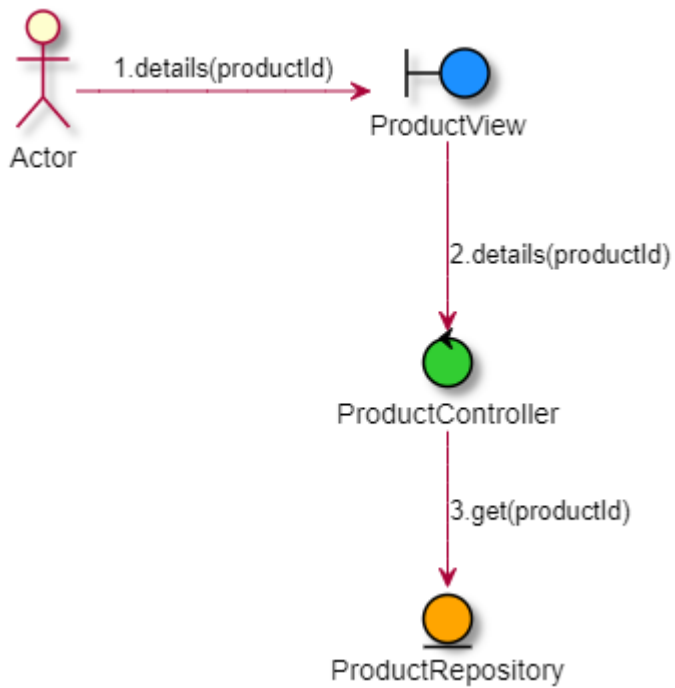 1.details(productId)
Actor
ProductView
2.details(productId)
ProductController
3.get(productId)
ProductRepository